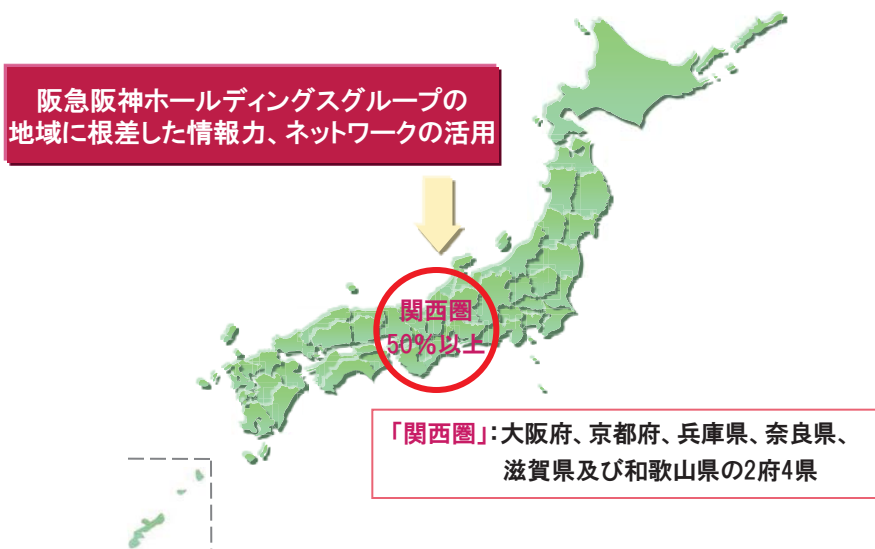 阪急阪神ホールディングスグループの
地域に根差した情報力、ネットワークの活用
関西圏
50%以上
「関西圏」:大阪府、京都府、兵庫県、奈良県、
滋賀県及び和歌山県の2府4県